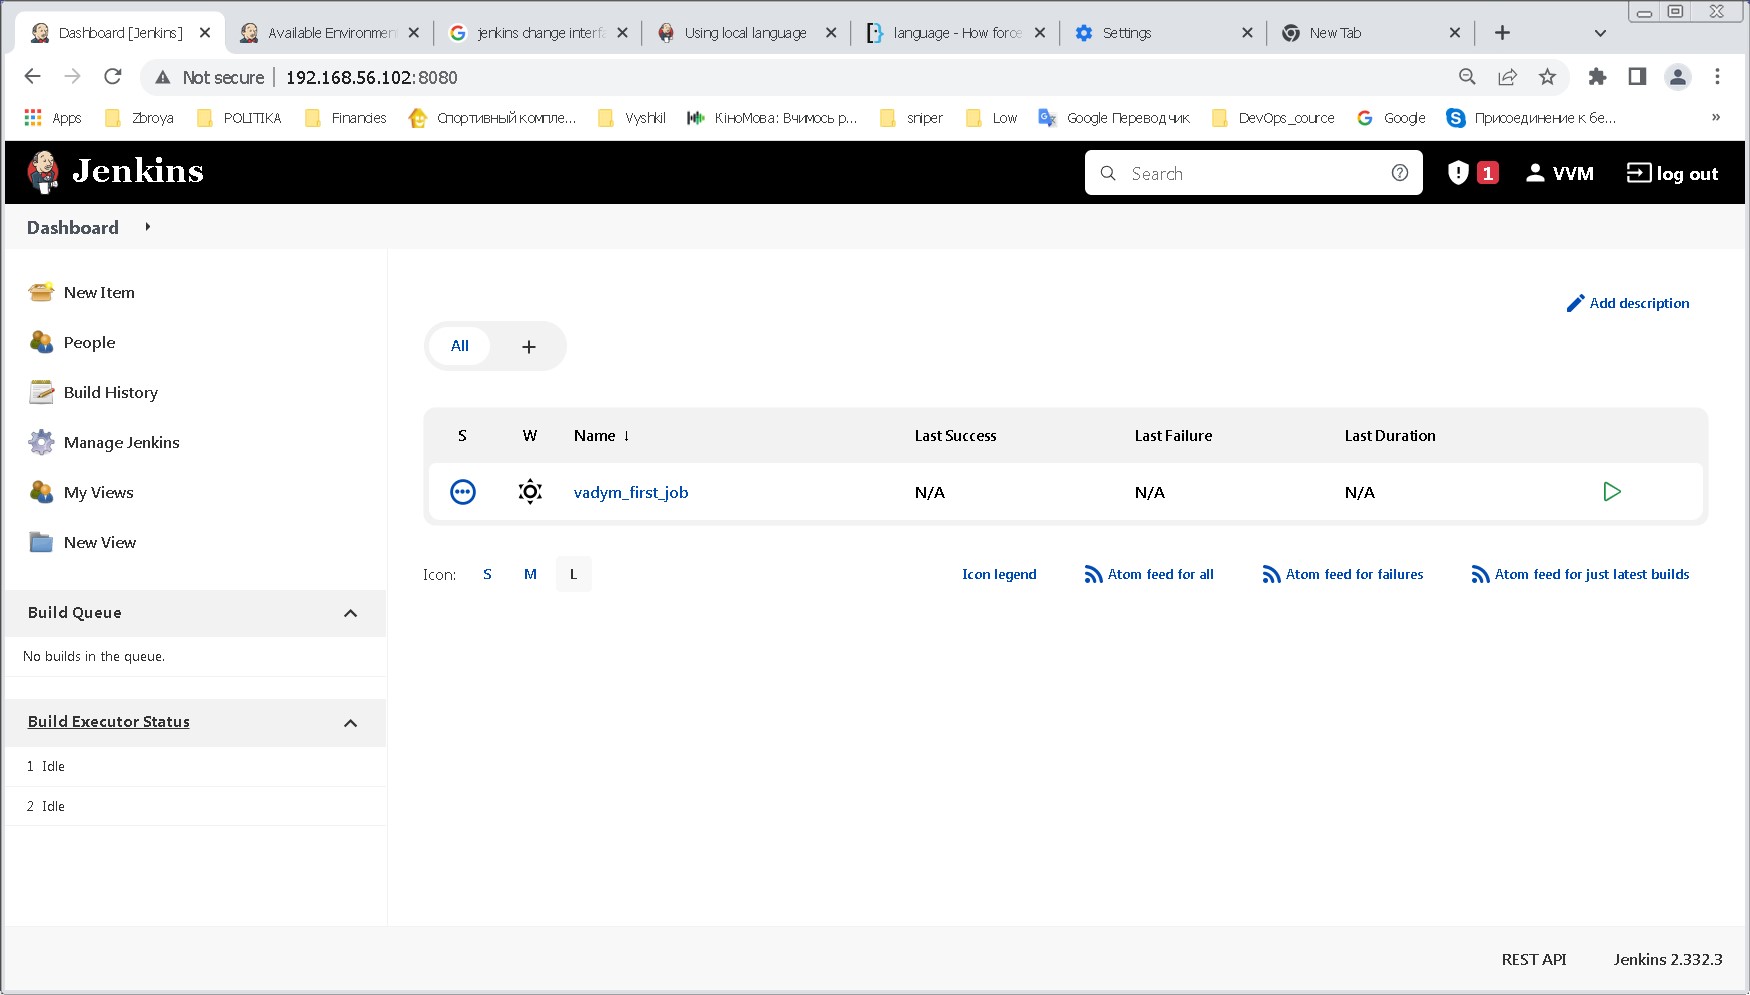 Dashboard [Jenkins]
Available Environmen
jenkins change interfa
Using local language
language - How force
Settings
New Tab
Not secure
192.168.56.102:8080
Apps
Zbroya
POLITIKA
Financies
Спортивный компле...
Vyshkil
КіноМова: Вчимось р...
sniper
Low
Google Переводчик
DevOps_cource
Google
Присоединение к бе...
»
Jenkins
Search
1
VVM
log out
Dashboard
New Item
People
Build History
Manage Jenkins
My Views
New View
Build Queue
No builds in the queue.
Build Executor Status
1 Idle
2 Idle
Add description
All +
S W Name ↓ Last Success Last Failure Last Duration
vadym_first_job N/A N/A N/A
Icon: S M L
Icon legend
Atom feed for all
Atom feed for failures
Atom feed for just latest builds
REST API
Jenkins 2.332.3